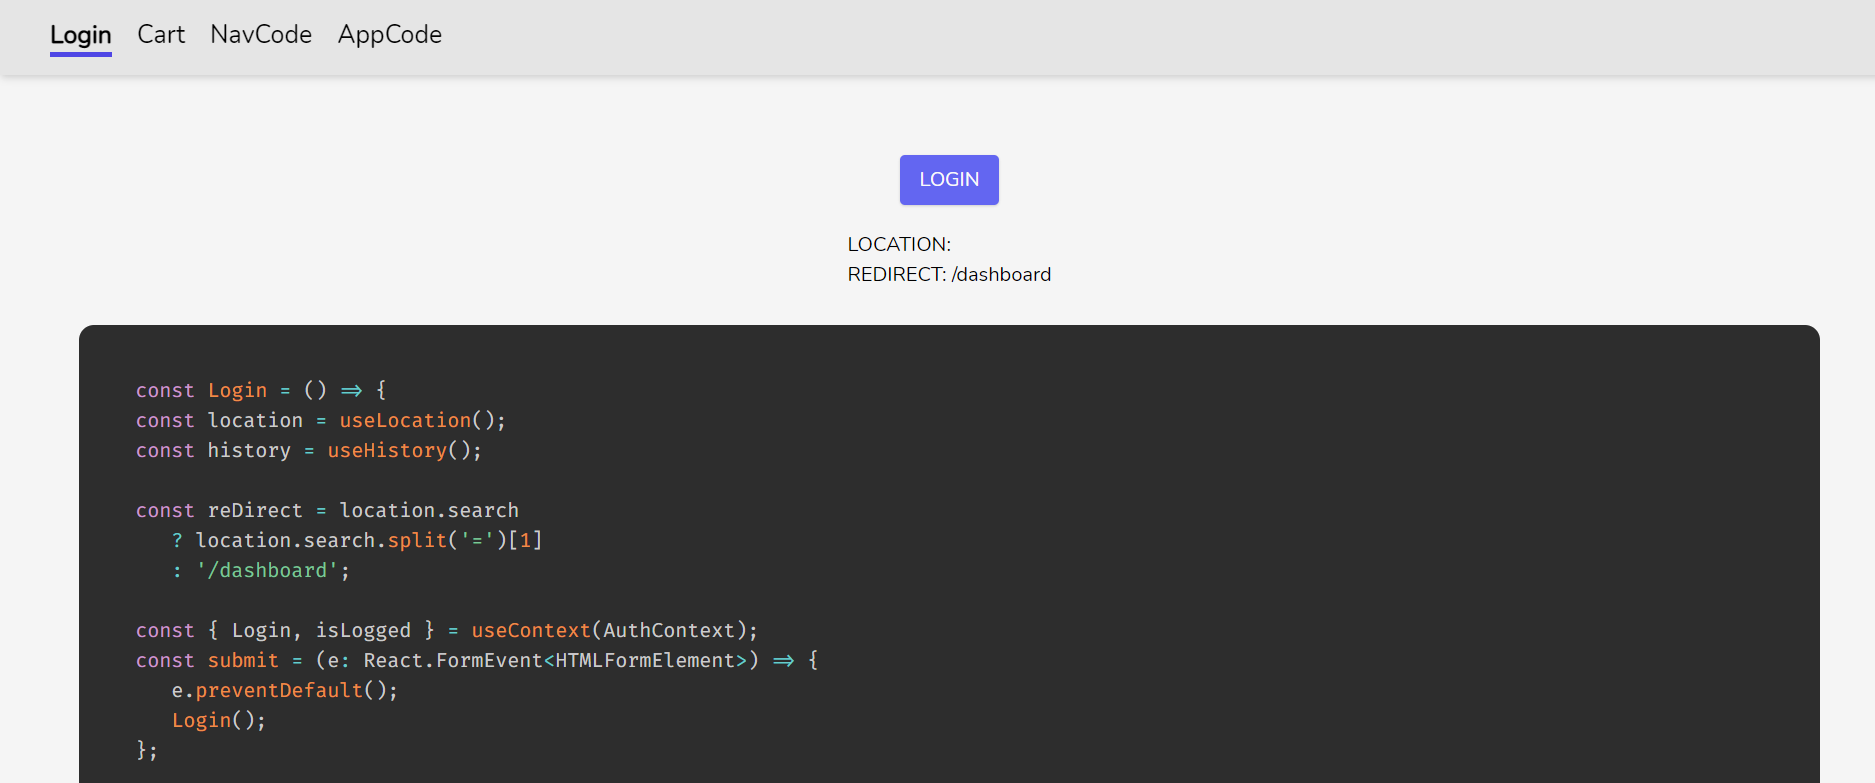 Login Cart NavCode AppCode
LOGIN
LOCATION:
REDIRECT: /dashboard
const Login = () => {
const location = useLocation();
const history = useHistory();
const reDirect = location.search
? location.search.split('=')[1]
: '/dashboard';
const { Login, isLogged } = useContext(AuthContext);
const submit = (e: React.FormEvent<HTMLFormElement>) => {
e.preventDefault();
Login();
};